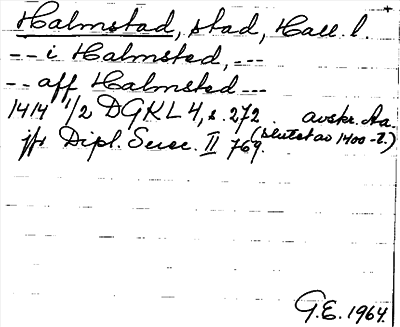 Halmstad, stad, Hall. l.
-- i Halmsted, ---
-- aff Halmsted ---
1414 1/2 DGKL 4, s. 272. avskr. Aa.
(slutet av 1400-t.)
jfr Dipl. Svec. II 769.
G.E. 1964.